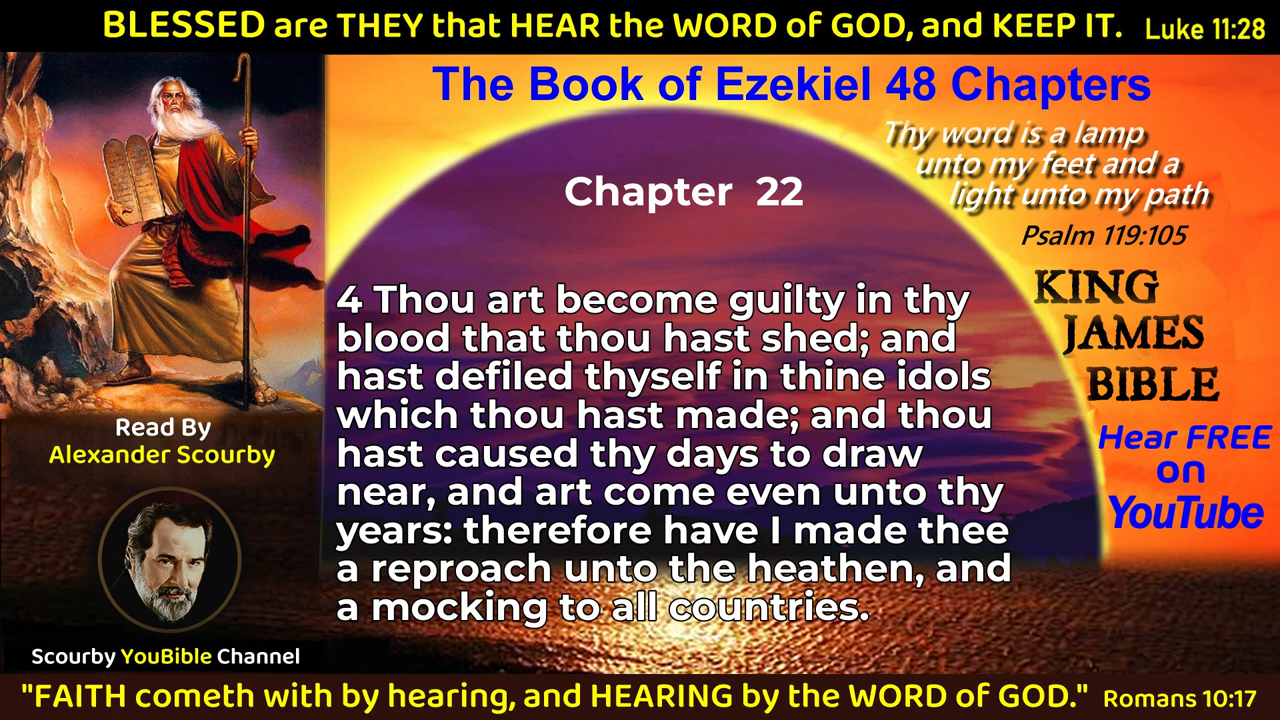 BLESSED are THEY that HEAR the WORD of GOD, and KEEP IT. Luke 11:28
The Book of Ezekiel 48 Chapters
Thy word is a lamp
unto my feet and a
light unto my path
Psalm 119:105
KING
JAMES
BIBLE
Hear FREE
on
YouTube
Chapter 22
4 Thou art become guilty in thy
blood that thou hast shed; and
hast defiled thyself in thine idols
which thou hast made; and thou
hast caused thy days to draw
near, and art come even unto thy
years: therefore have I made thee
a reproach unto the heathen, and
a mocking to all countries.
Read By
Alexander Scourby
Scourby YouBible Channel
"FAITH cometh with by hearing, and HEARING by the WORD of GOD." Romans 10:17